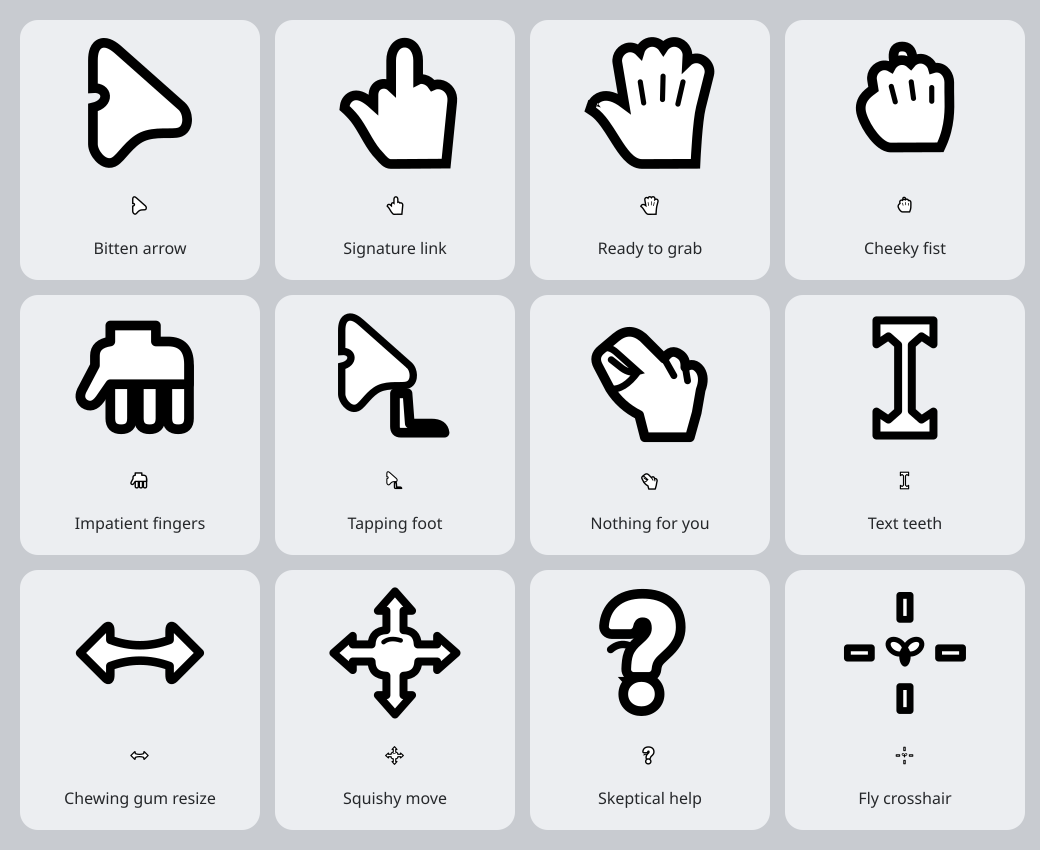 Bitten arrow
Signature link
Ready to grab
Cheeky fist
Impatient fingers
Tapping foot
Nothing for you
Text teeth
Chewing gum resize
Squishy move
Skeptical help
Fly crosshair